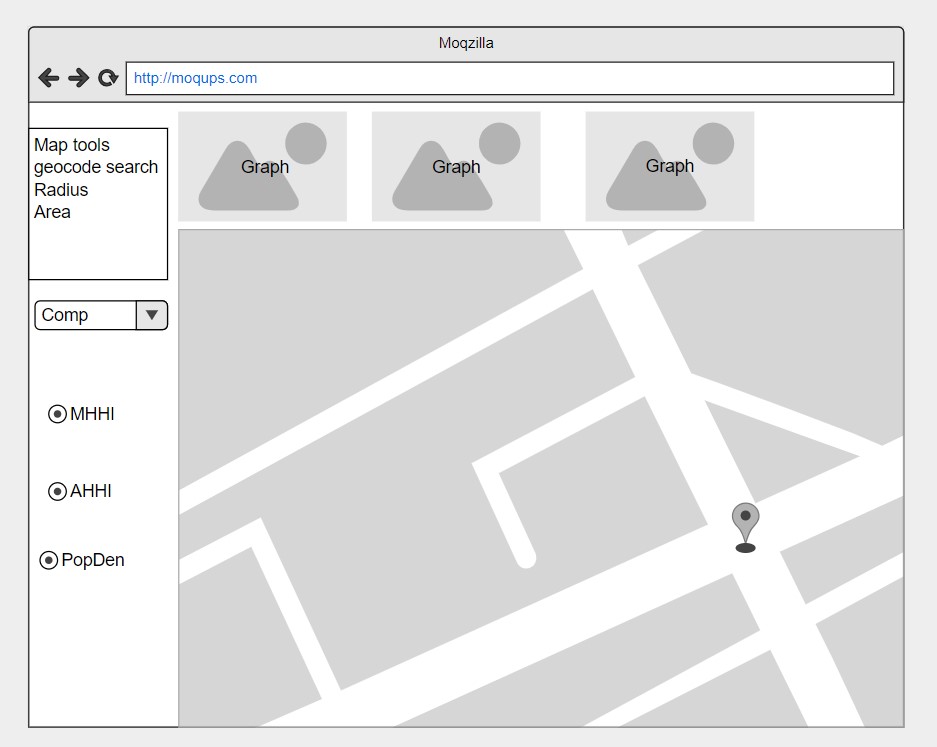 Moqzilla
http://moqups.com
Map tools
geocode search
Radius
Area
Graph
Graph
Graph
Comp
MHHI
AHHI
PopDen